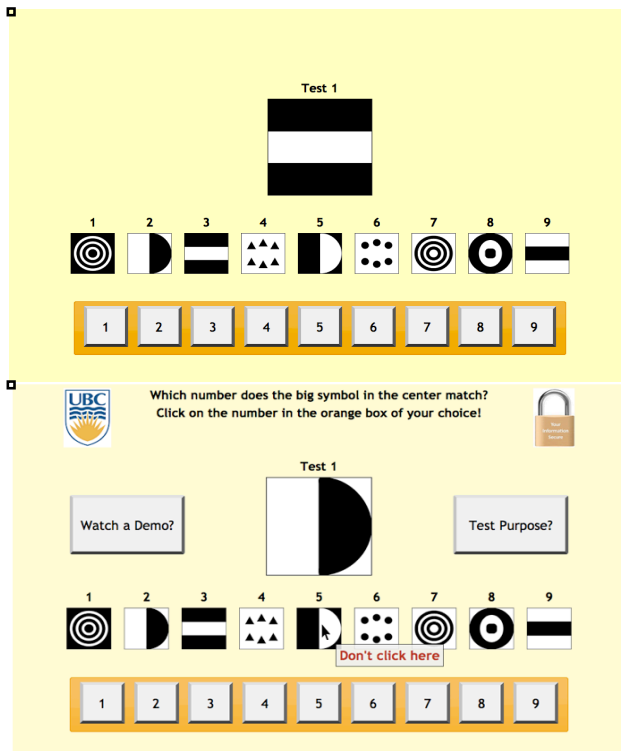 Test 1
1 2 3 4 5 6 7 8 9
1 2 3 4 5 6 7 8 9
UBC
Which number does the big symbol in the center match?
Click on the number in the orange box of your choice!
Your
Information
Secure
Test 1
Watch a Demo?
Test Purpose?
1 2 3 4 5 6 7 8 9
Don't click here
1 2 3 4 5 6 7 8 9